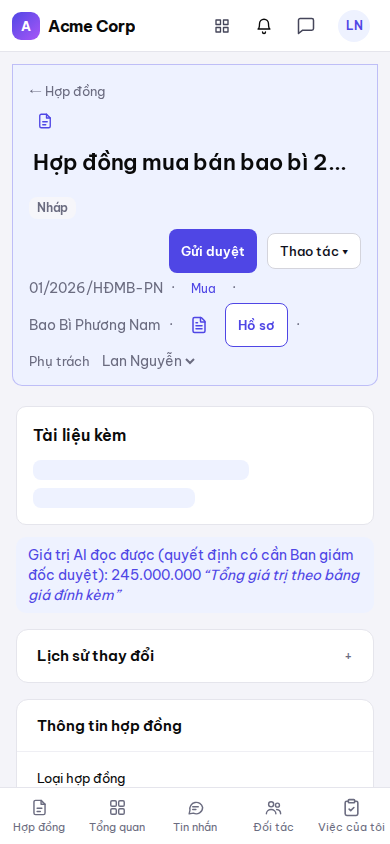 A Acme Corp LN
← Hợp đồng
Hợp đồng mua bán bao bì 2...
Nháp
Gửi duyệt Thao tác ▾
01/2026/HĐMB-PN · Mua ·
Bao Bì Phương Nam · Hồ sơ ·
Phụ trách Lan Nguyễn
Tài liệu kèm
Giá trị AI đọc được (quyết định có cần Ban giám
đốc duyệt): 245.000.000 “Tổng giá trị theo bảng
giá đính kèm”
Lịch sử thay đổi +
Thông tin hợp đồng
Loại hợp đồng
Hợp đồng Tổng quan Tin nhắn Đối tác Việc của tôi